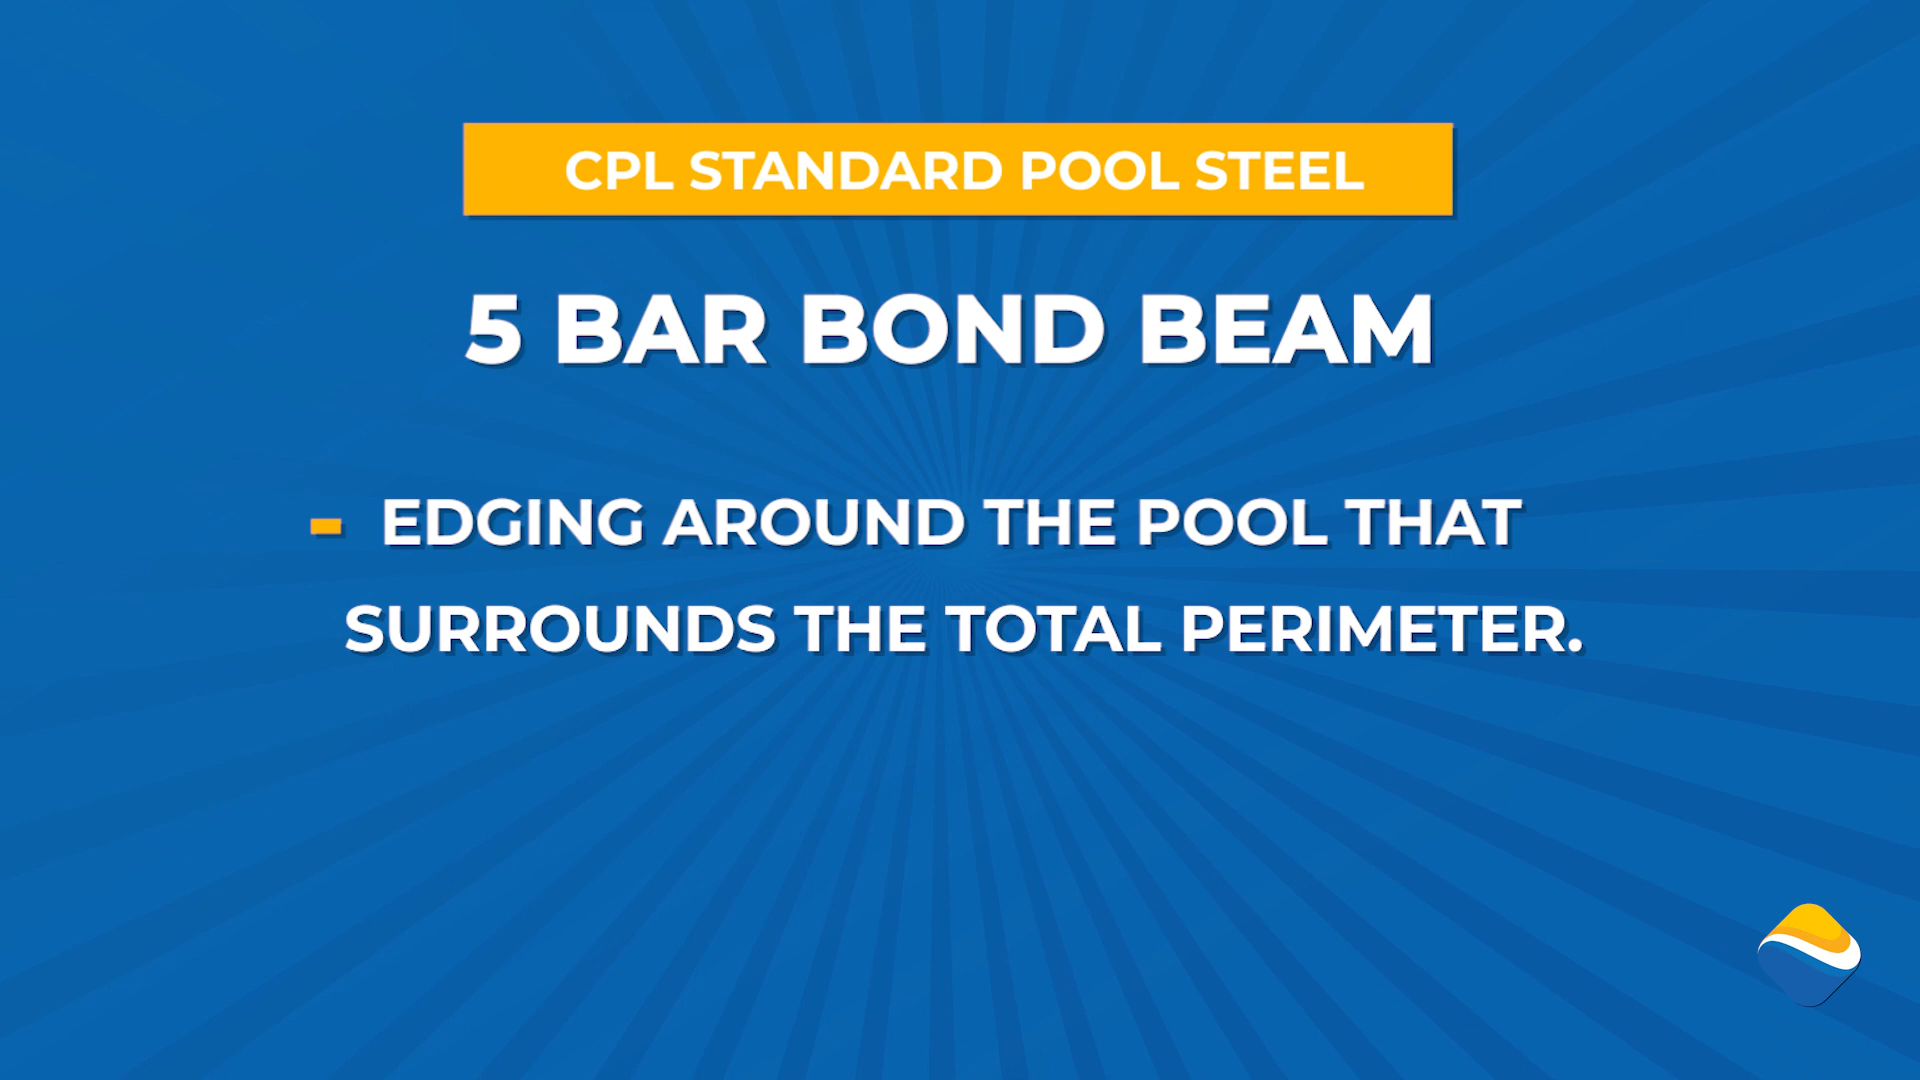 CPL STANDARD POOL STEEL
5 BAR BOND BEAM
- EDGING AROUND THE POOL THAT
SURROUNDS THE TOTAL PERIMETER.